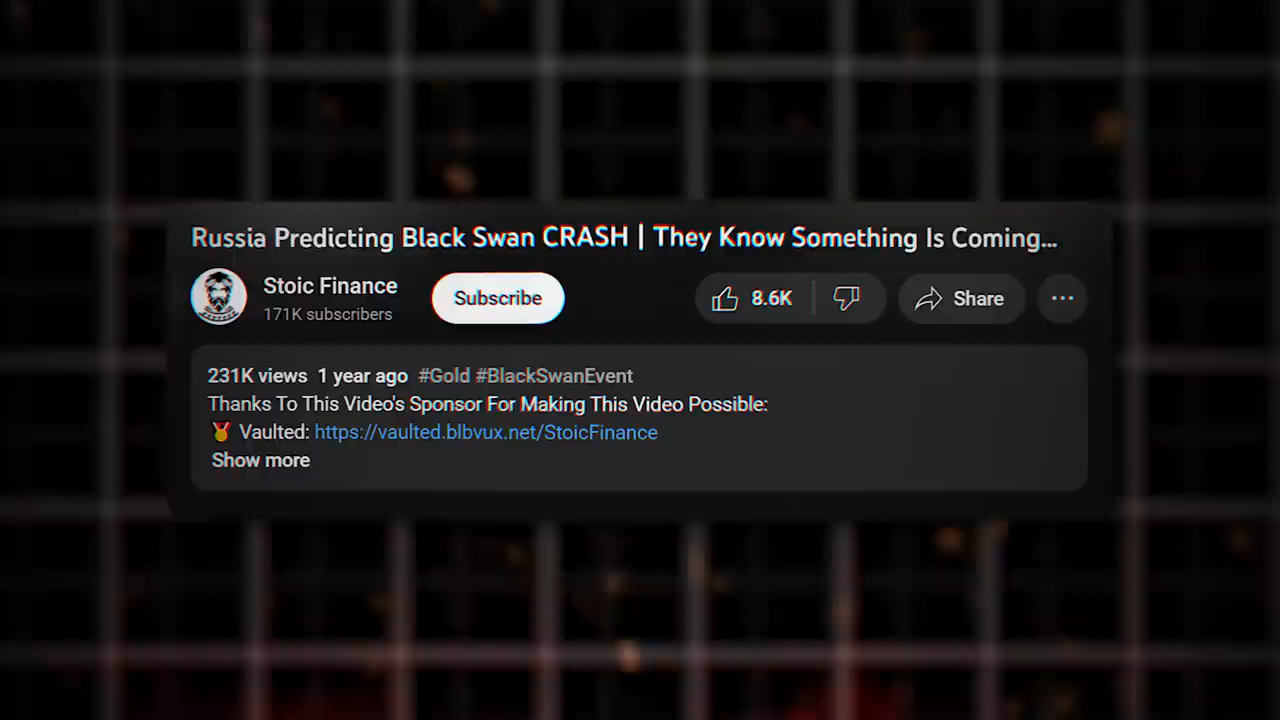 Russia Predicting Black Swan CRASH | They Know Something Is Coming...
Stoic Finance
171K subscribers
Subscribe
8.6K
Share
231K views 1 year ago #Gold #BlackSwanEvent
Thanks To This Video's Sponsor For Making This Video Possible:
🏅 Vaulted: https://vaulted.blbvux.net/StoicFinance
Show more